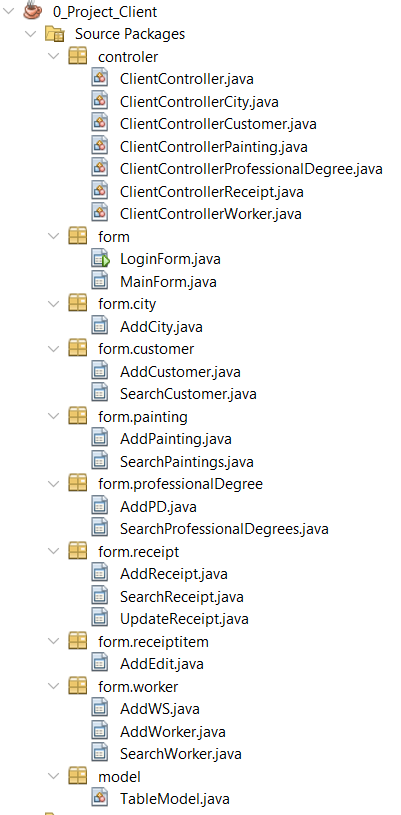 0_Project_Client
Source Packages
controler
ClientController.java
ClientControllerCity.java
ClientControllerCustomer.java
ClientControllerPainting.java
ClientControllerProfessionalDegree.java
ClientControllerReceipt.java
ClientControllerWorker.java
form
LoginForm.java
MainForm.java
form.city
AddCity.java
form.customer
AddCustomer.java
SearchCustomer.java
form.painting
AddPainting.java
SearchPaintings.java
form.professionalDegree
AddPD.java
SearchProfessionalDegrees.java
form.receipt
AddReceipt.java
SearchReceipt.java
UpdateReceipt.java
form.receiptitem
AddEdit.java
form.worker
AddWS.java
AddWorker.java
SearchWorker.java
model
TableModel.java